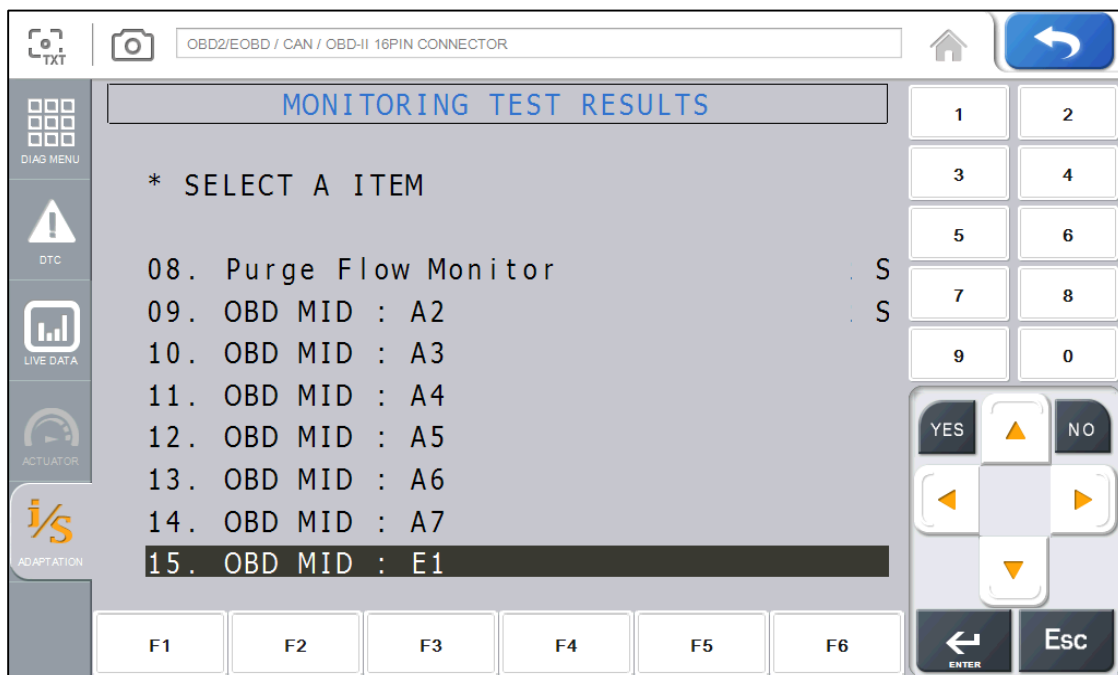 TXT
OBD2/EOBD / CAN / OBD-II 16PIN CONNECTOR
MONITORING TEST RESULTS
DIAG MENU
DTC
LIVE DATA
ACTUATOR
i/S
ADAPTATION
* SELECT A ITEM
08. Purge Flow Monitor . S
09. OBD MID : A2 . S
10. OBD MID : A3
11. OBD MID : A4
12. OBD MID : A5
13. OBD MID : A6
14. OBD MID : A7
15. OBD MID : E1
F1 F2 F3 F4 F5 F6
1 2
3 4
5 6
7 8
9 0
YES NO
ENTER Esc